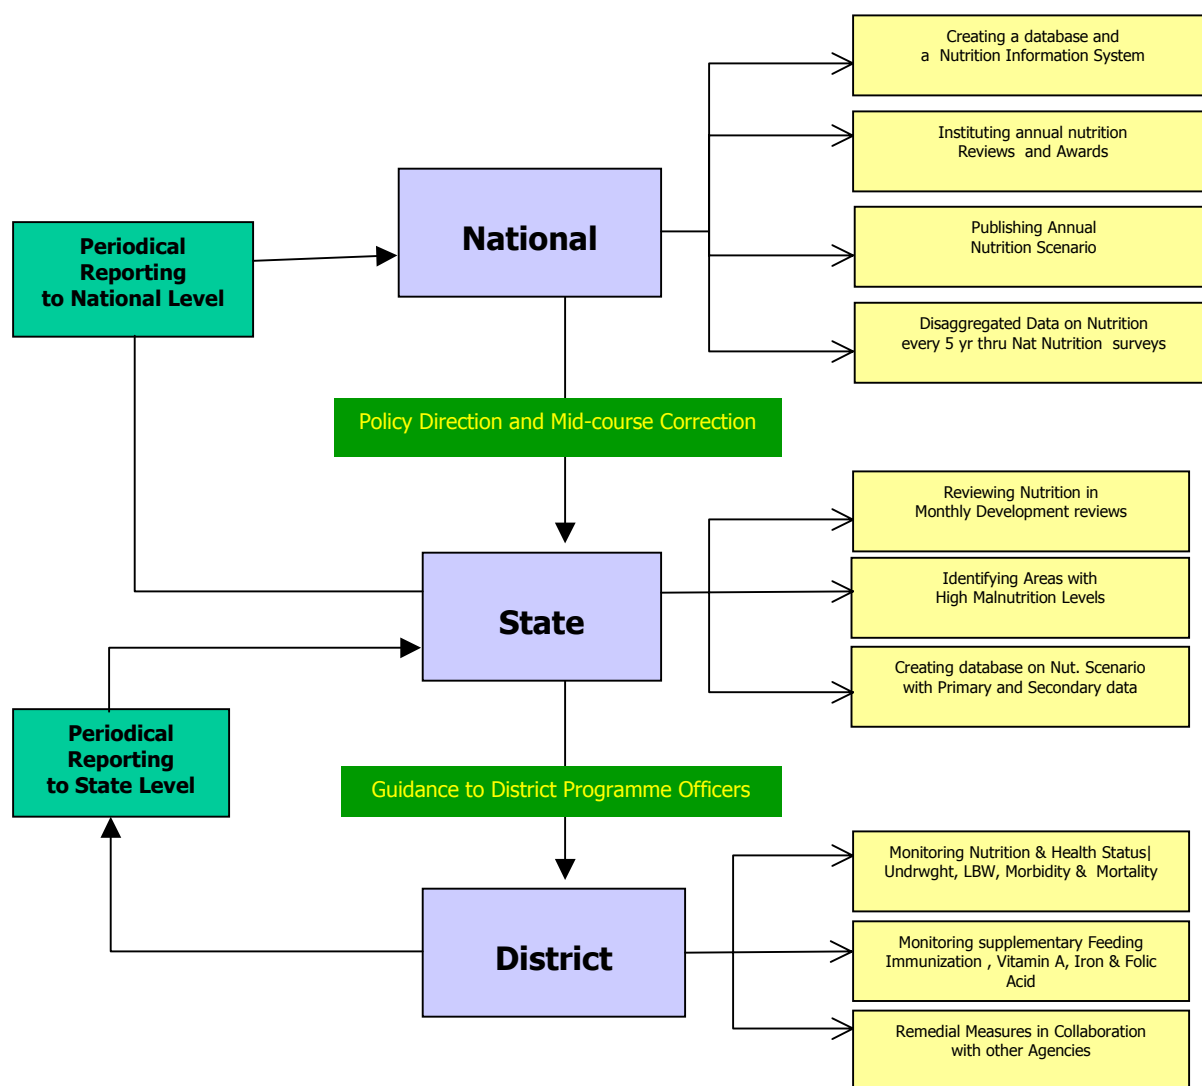 Creating a database and
a Nutrition Information System
Instituting annual nutrition
Reviews and Awards
National
Periodical
Reporting
to National Level
Publishing Annual
Nutrition Scenario
Disaggregated Data on Nutrition
every 5 yr thru Nat Nutrition surveys
Policy Direction and Mid-course Correction
Reviewing Nutrition in
Monthly Development reviews
Identifying Areas with
High Malnutrition Levels
State
Creating database on Nut. Scenario
with Primary and Secondary data
Periodical
Reporting
to State Level
Guidance to District Programme Officers
Monitoring Nutrition & Health Status|
Undrwght, LBW, Morbidity & Mortality
District
Monitoring supplementary Feeding
Immunization , Vitamin A, Iron & Folic
Acid
Remedial Measures in Collaboration
with other Agencies